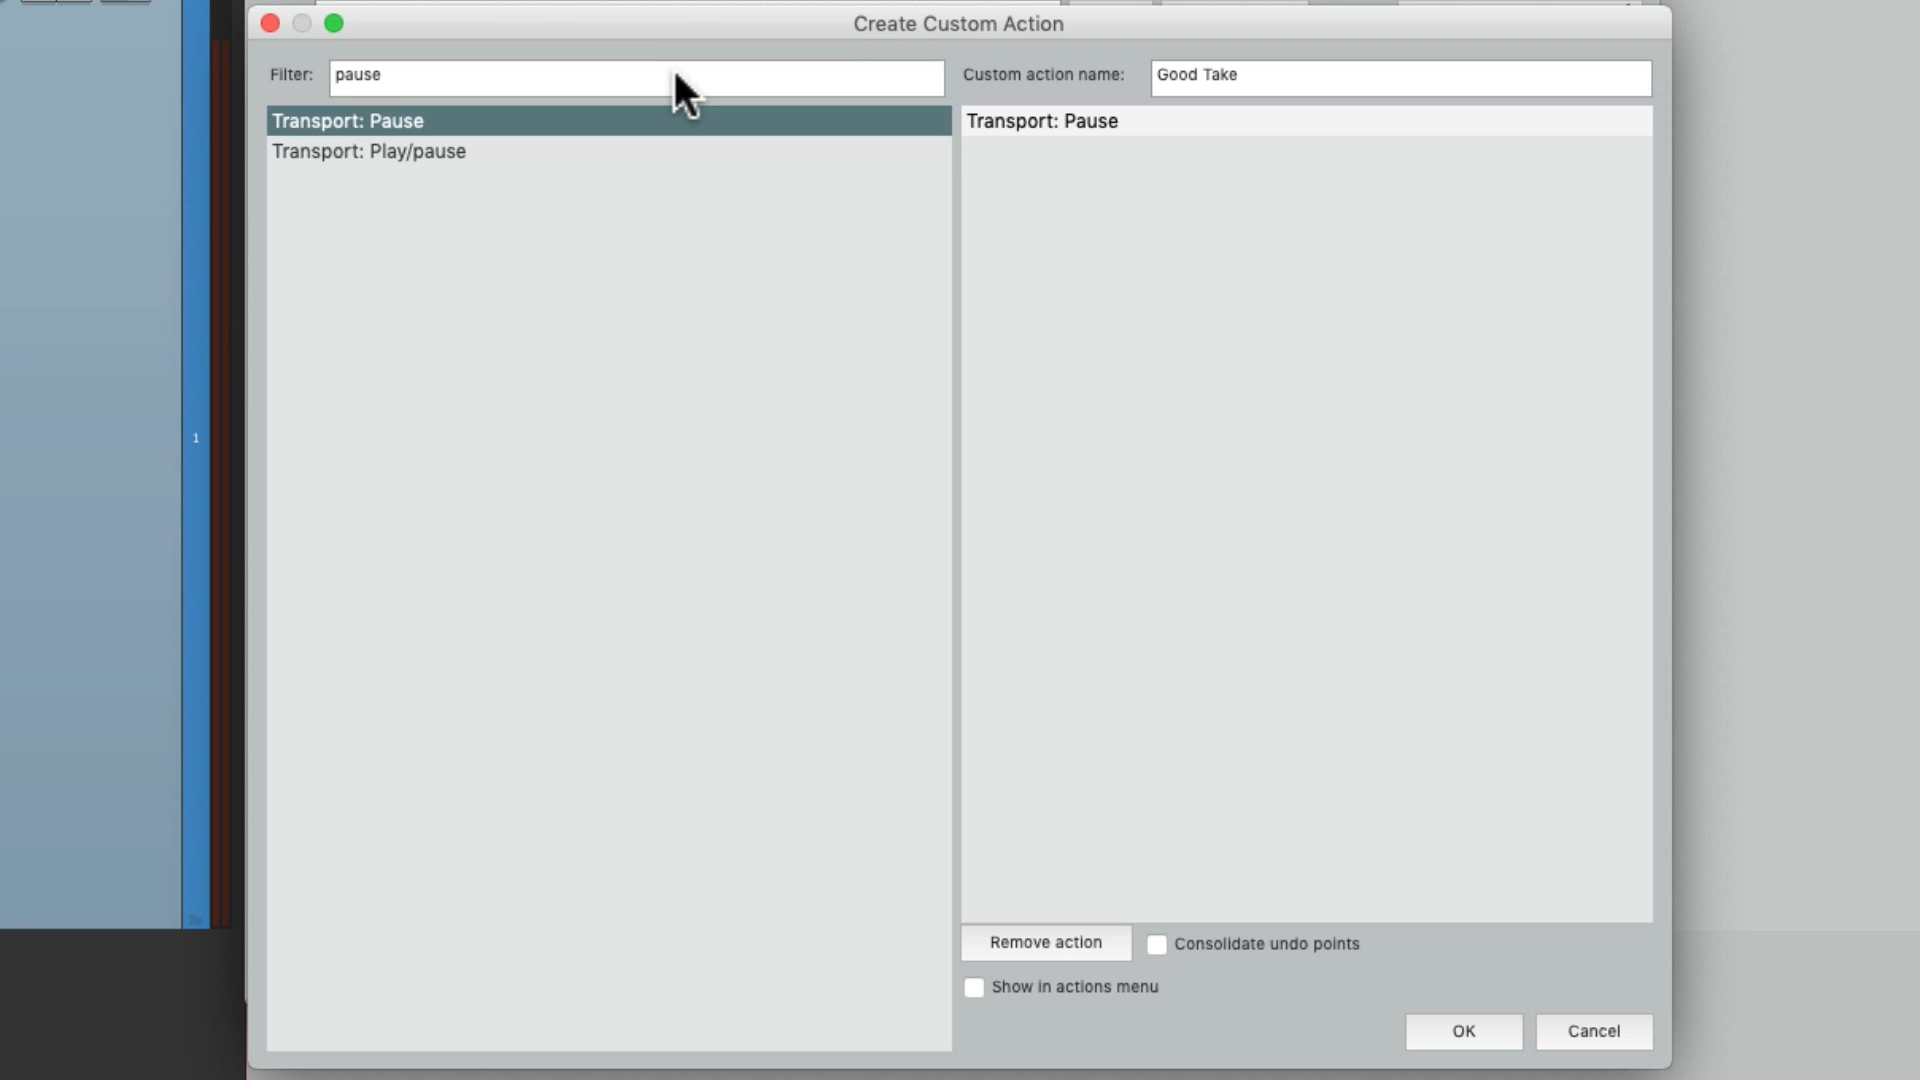 Create Custom Action
Filter: pause
Custom action name: Good Take
Transport: Pause
Transport: Play/pause
Transport: Pause
1
Remove action
Consolidate undo points
Show in actions menu
OK
Cancel